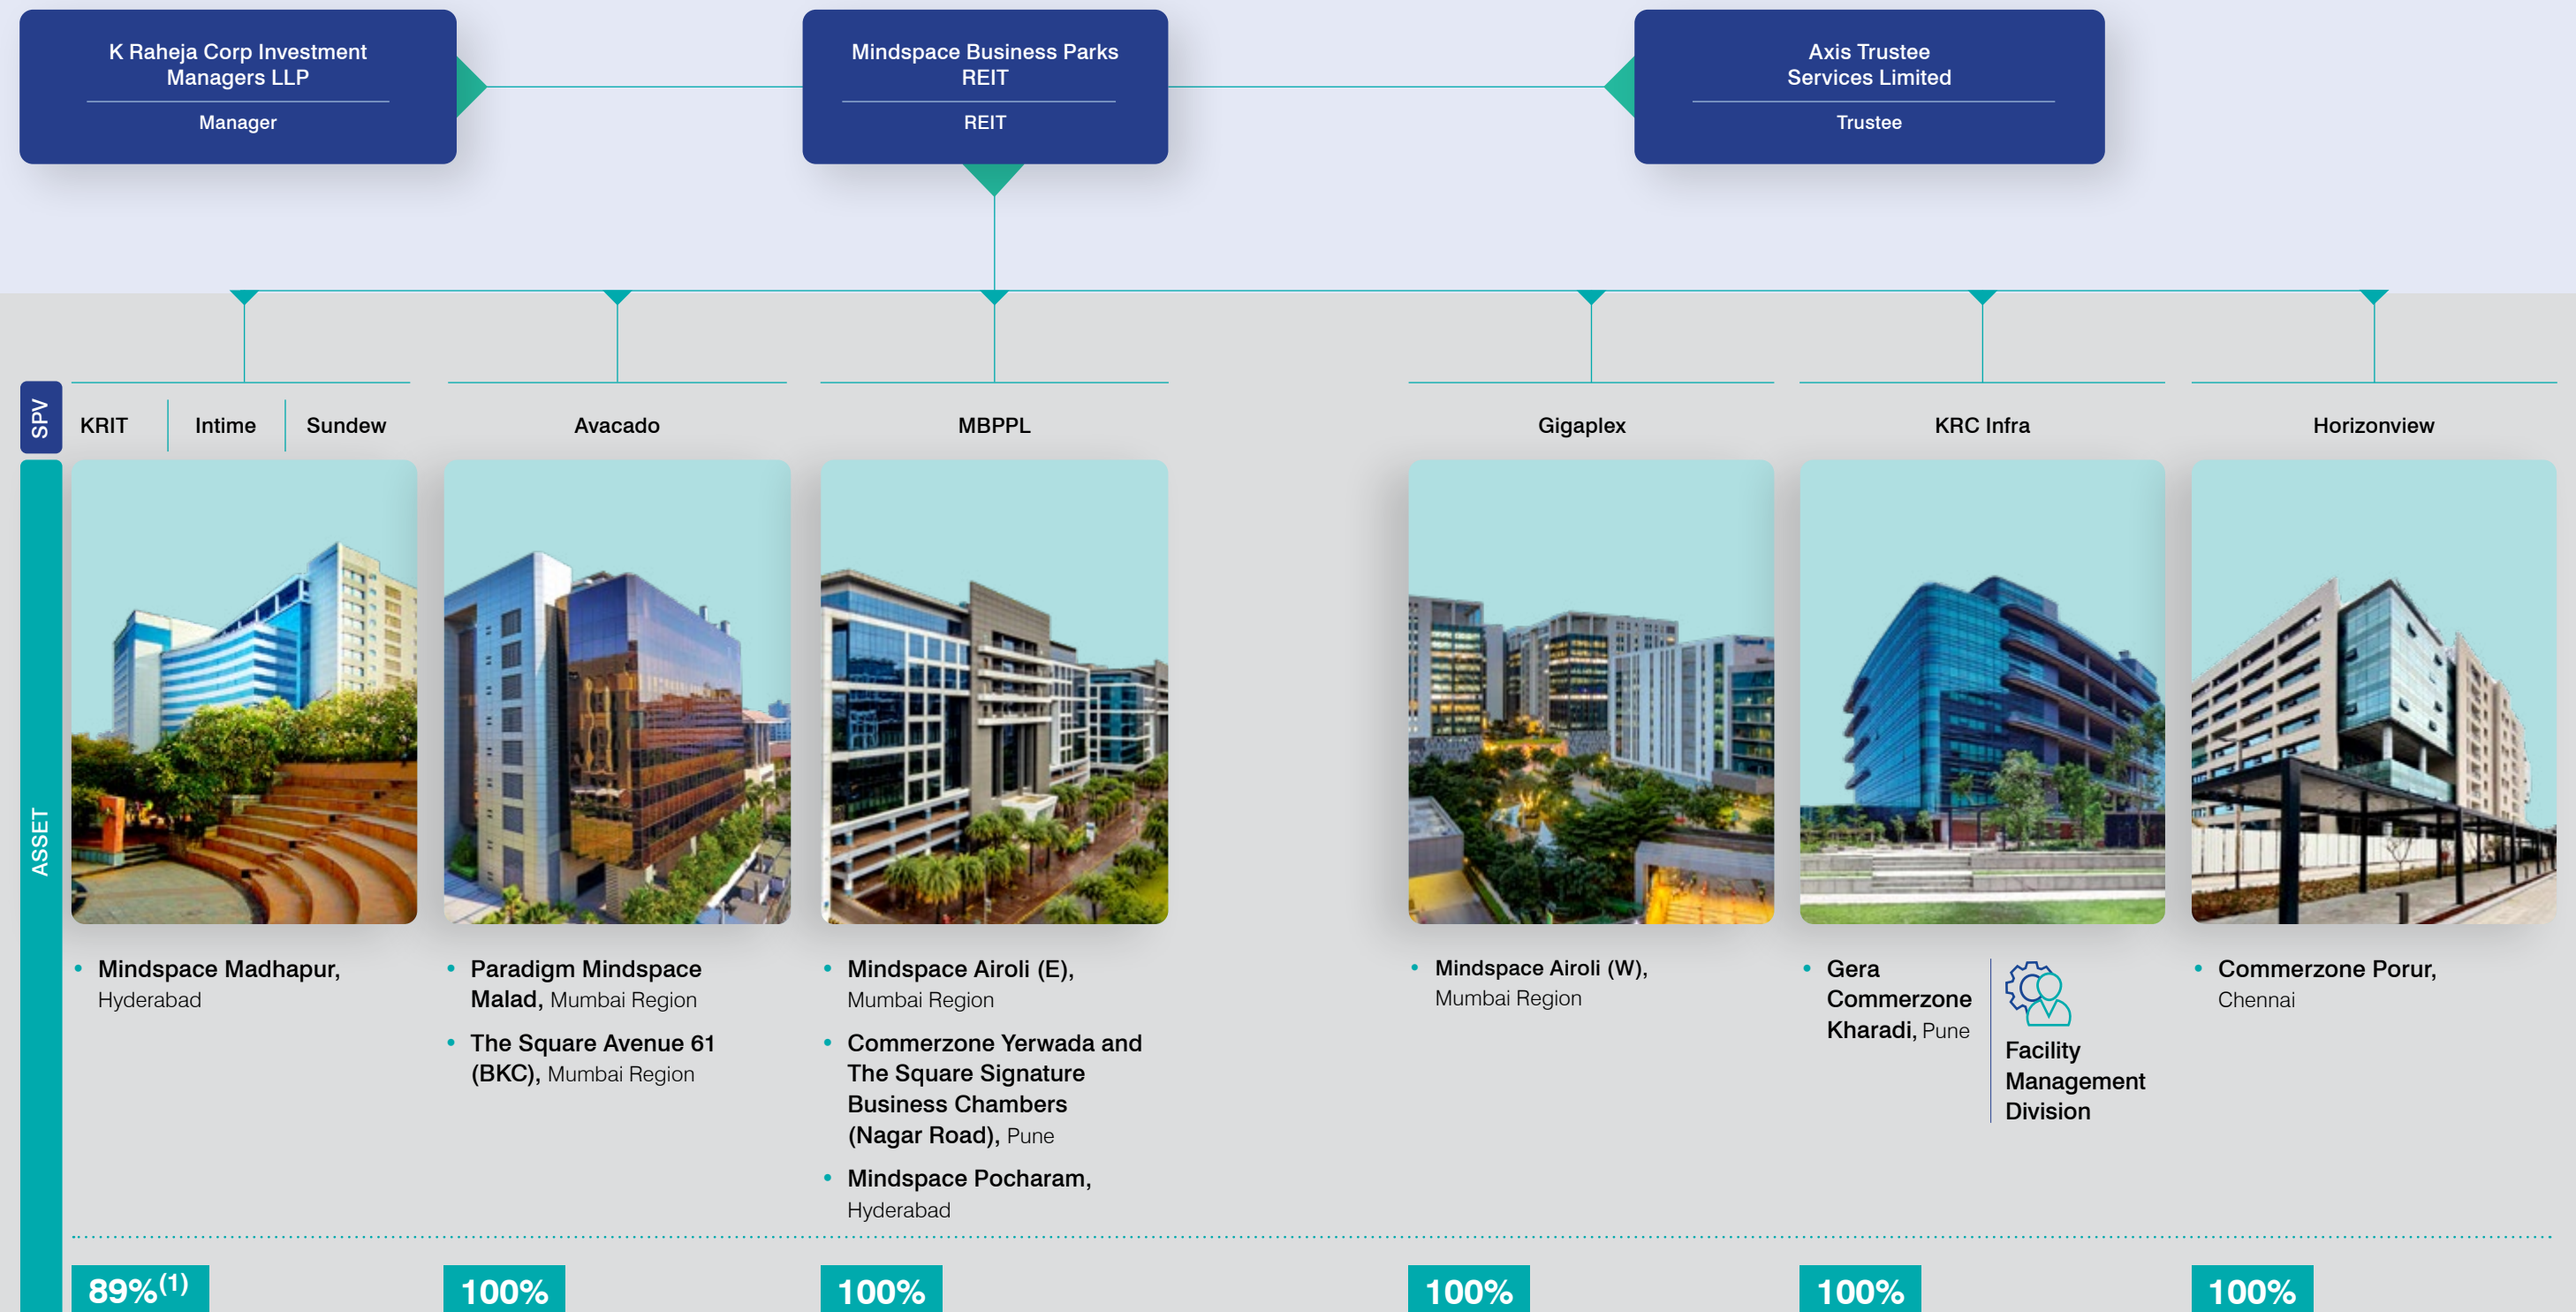 K Raheja Corp Investment
Managers LLP
Manager
Mindspace Business Parks
REIT
REIT
Axis Trustee
Services Limited
Trustee
SPV
KRIT
Intime
Sundew
Avacado
MBPPL
Gigaplex
KRC Infra
Horizonview
ASSET
• Mindspace Madhapur,
Hyderabad
• Paradigm Mindspace
Malad, Mumbai Region
• The Square Avenue 61
(BKC), Mumbai Region
• Mindspace Airoli (E),
Mumbai Region
• Commerzone Yerwada and
The Square Signature
Business Chambers
(Nagar Road), Pune
• Mindspace Pocharam,
Hyderabad
• Mindspace Airoli (W),
Mumbai Region
• Gera
Commerzone
Kharadi, Pune
Facility
Management
Division
• Commerzone Porur,
Chennai
89%(1)
100%
100%
100%
100%
100%